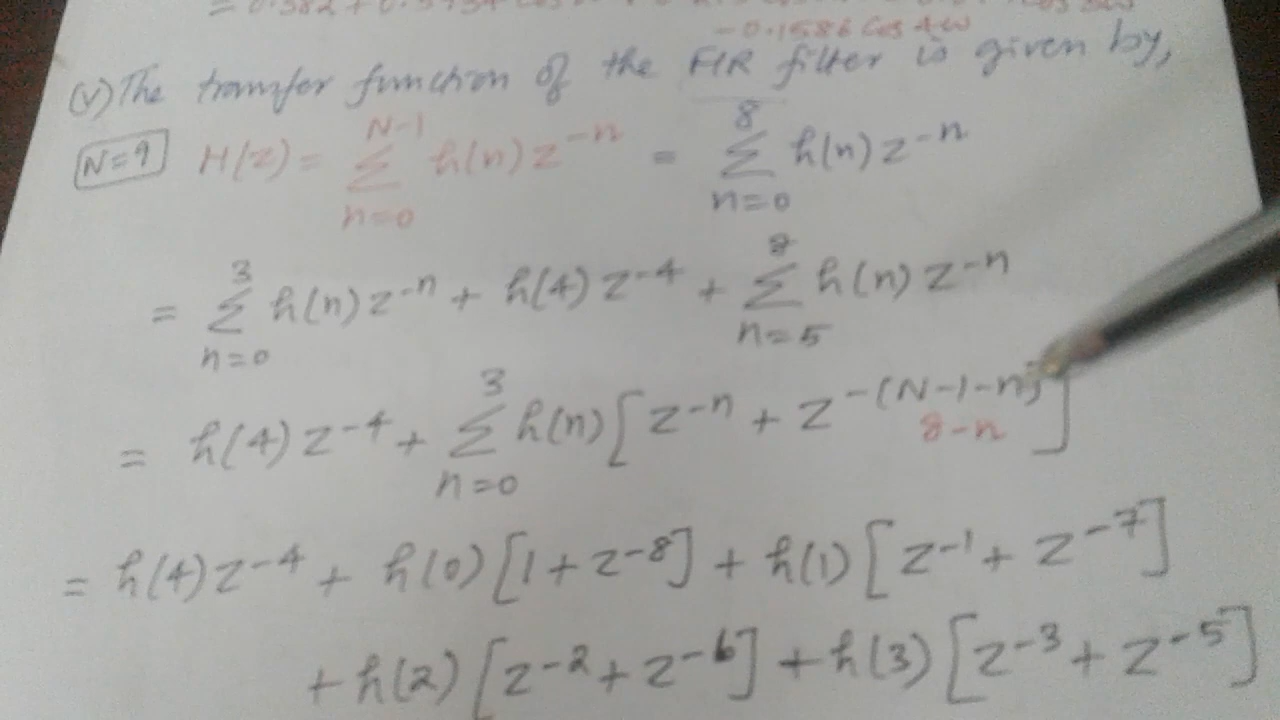 = 0.382 +
-0.1586 Cos 4ω
(v) The transfer function of the FIR filter is given by,
N=9 H(z) = Σ_{n=0}^{N-1} h(n) z^{-n} = Σ_{n=0}^{8} h(n) z^{-n}
= Σ_{n=0}^{3} h(n) z^{-n} + h(4) z^{-4} + Σ_{n=5}^{8} h(n) z^{-n}
= h(4) z^{-4} + Σ_{n=0}^{3} h(n) [z^{-n} + z^{-(N-1-n)}]
8-n
= h(4) z^{-4} + h(0) [1 + z^{-8}] + h(1) [z^{-1} + z^{-7}]
+ h(2) [z^{-2} + z^{-6}] + h(3) [z^{-3} + z^{-5}]